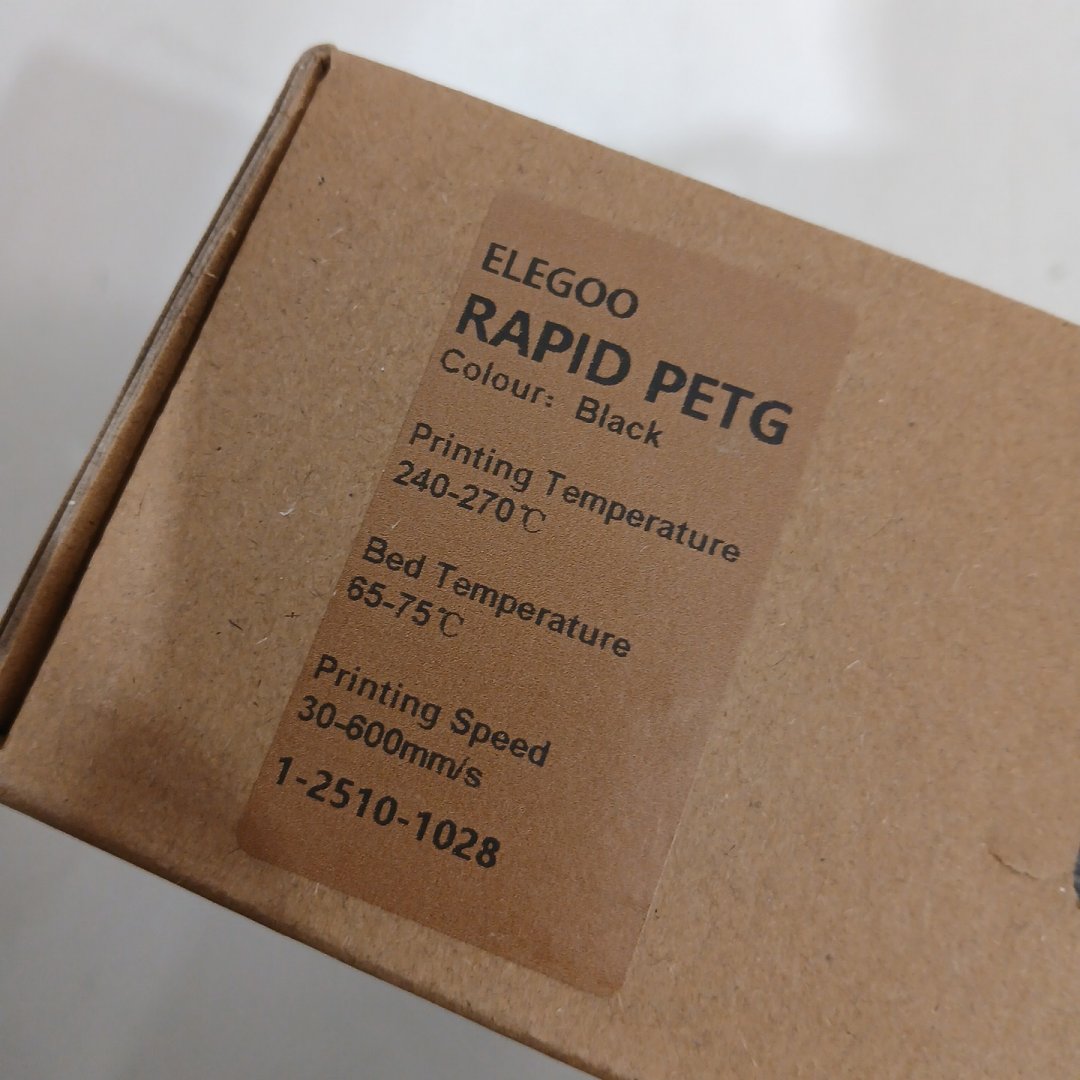 ELEGOO
RAPID PETG
Colour: Black
Printing Temperature
240-270℃
Bed Temperature
65-75℃
Printing Speed
30-600mm/s
1-2510-1028